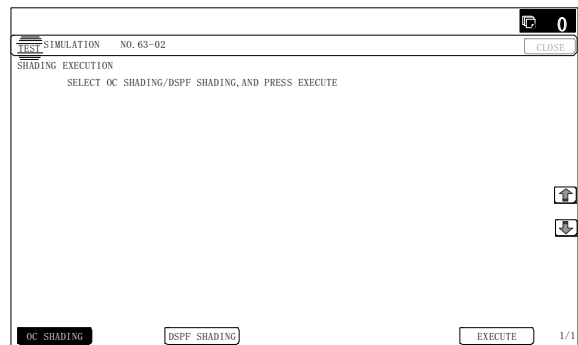 0
TEST SIMULATION NO.63-02 CLOSE
SHADING EXECUTION
SELECT OC SHADING/DSPF SHADING,AND PRESS EXECUTE
OC SHADING DSPF SHADING EXECUTE 1/1